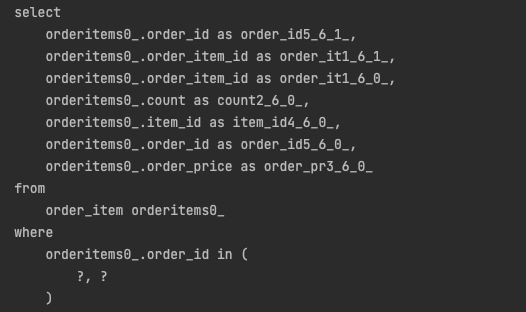 select
    orderitems0_.order_id as order_id5_6_1_,
    orderitems0_.order_item_id as order_it1_6_1_,
    orderitems0_.order_item_id as order_it1_6_0_,
    orderitems0_.count as count2_6_0_,
    orderitems0_.item_id as item_id4_6_0_,
    orderitems0_.order_id as order_id5_6_0_,
    orderitems0_.order_price as order_pr3_6_0_
from
    order_item orderitems0_
where
    orderitems0_.order_id in (
        ?, ?
    )